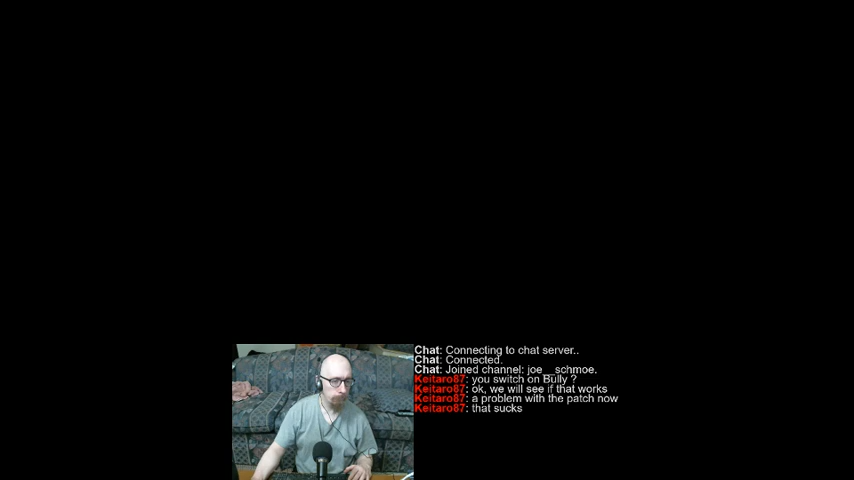 Chat: Connecting to chat server..
Chat: Connected.
Chat: Joined channel: joe__schmoe.
Keitaro87: you switch on Bully ?
Keitaro87: ok, we will see if that works
Keitaro87: a problem with the patch now
Keitaro87: that sucks